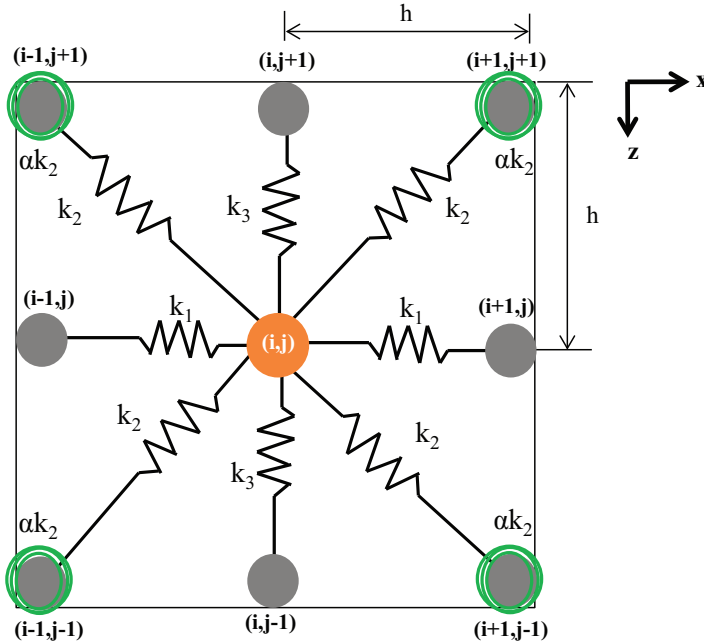 h
(i-1,j+1) (i,j+1) (i+1,j+1)
x
z
αk₂ αk₂
k₂ k₃ k₂
h
(i-1,j) k₁ k₁ (i+1,j)
(i,j)
k₂ k₂
k₃
αk₂ αk₂
(i-1,j-1) (i,j-1) (i+1,j-1)